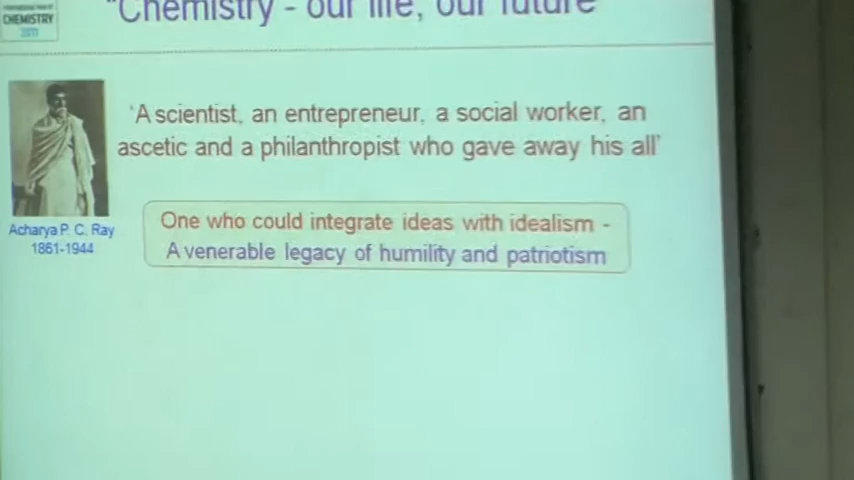 "Chemistry - our life, our future
CHEMISTRY
2011
'A scientist, an entrepreneur, a social worker, an
ascetic and a philanthropist who gave away his all'
Acharya P. C. Ray
1861-1944
One who could integrate ideas with idealism -
A venerable legacy of humility and patriotism